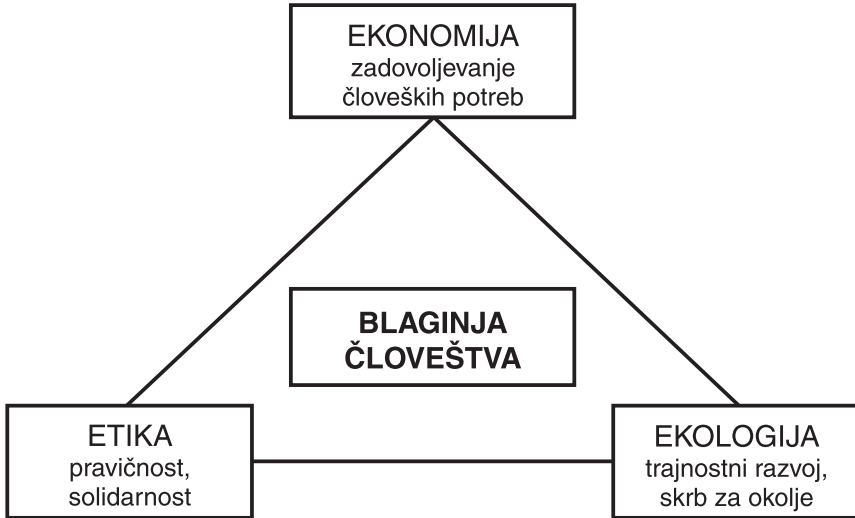 EKONOMIJA
zadovoljevanje
človeških potreb
BLAGINJA
ČLOVEŠTVA
ETIKA
pravičnost,
solidarnost
EKOLOGIJA
trajnostni razvoj,
skrb za okolje